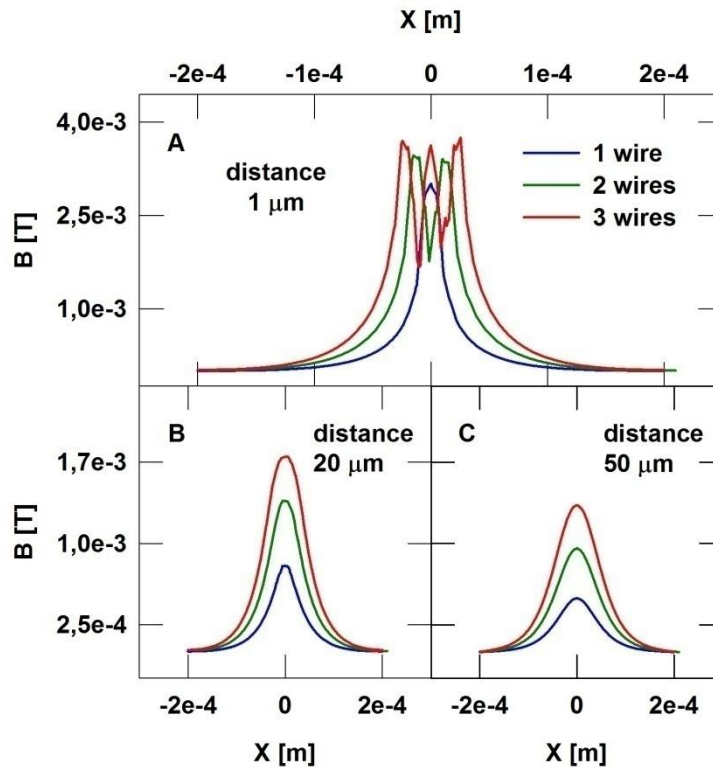 X [m]
-2e-4 -1e-4 0 1e-4 2e-4
4,0e-3
A
distance
1 μm
1 wire
2 wires
3 wires
2,5e-3
1,0e-3
B [T]
B
distance
20 μm
C
distance
50 μm
1,7e-3
1,0e-3
2,5e-4
B [T]
-2e-4 0 2e-4
-2e-4 0 2e-4
X [m]
X [m]